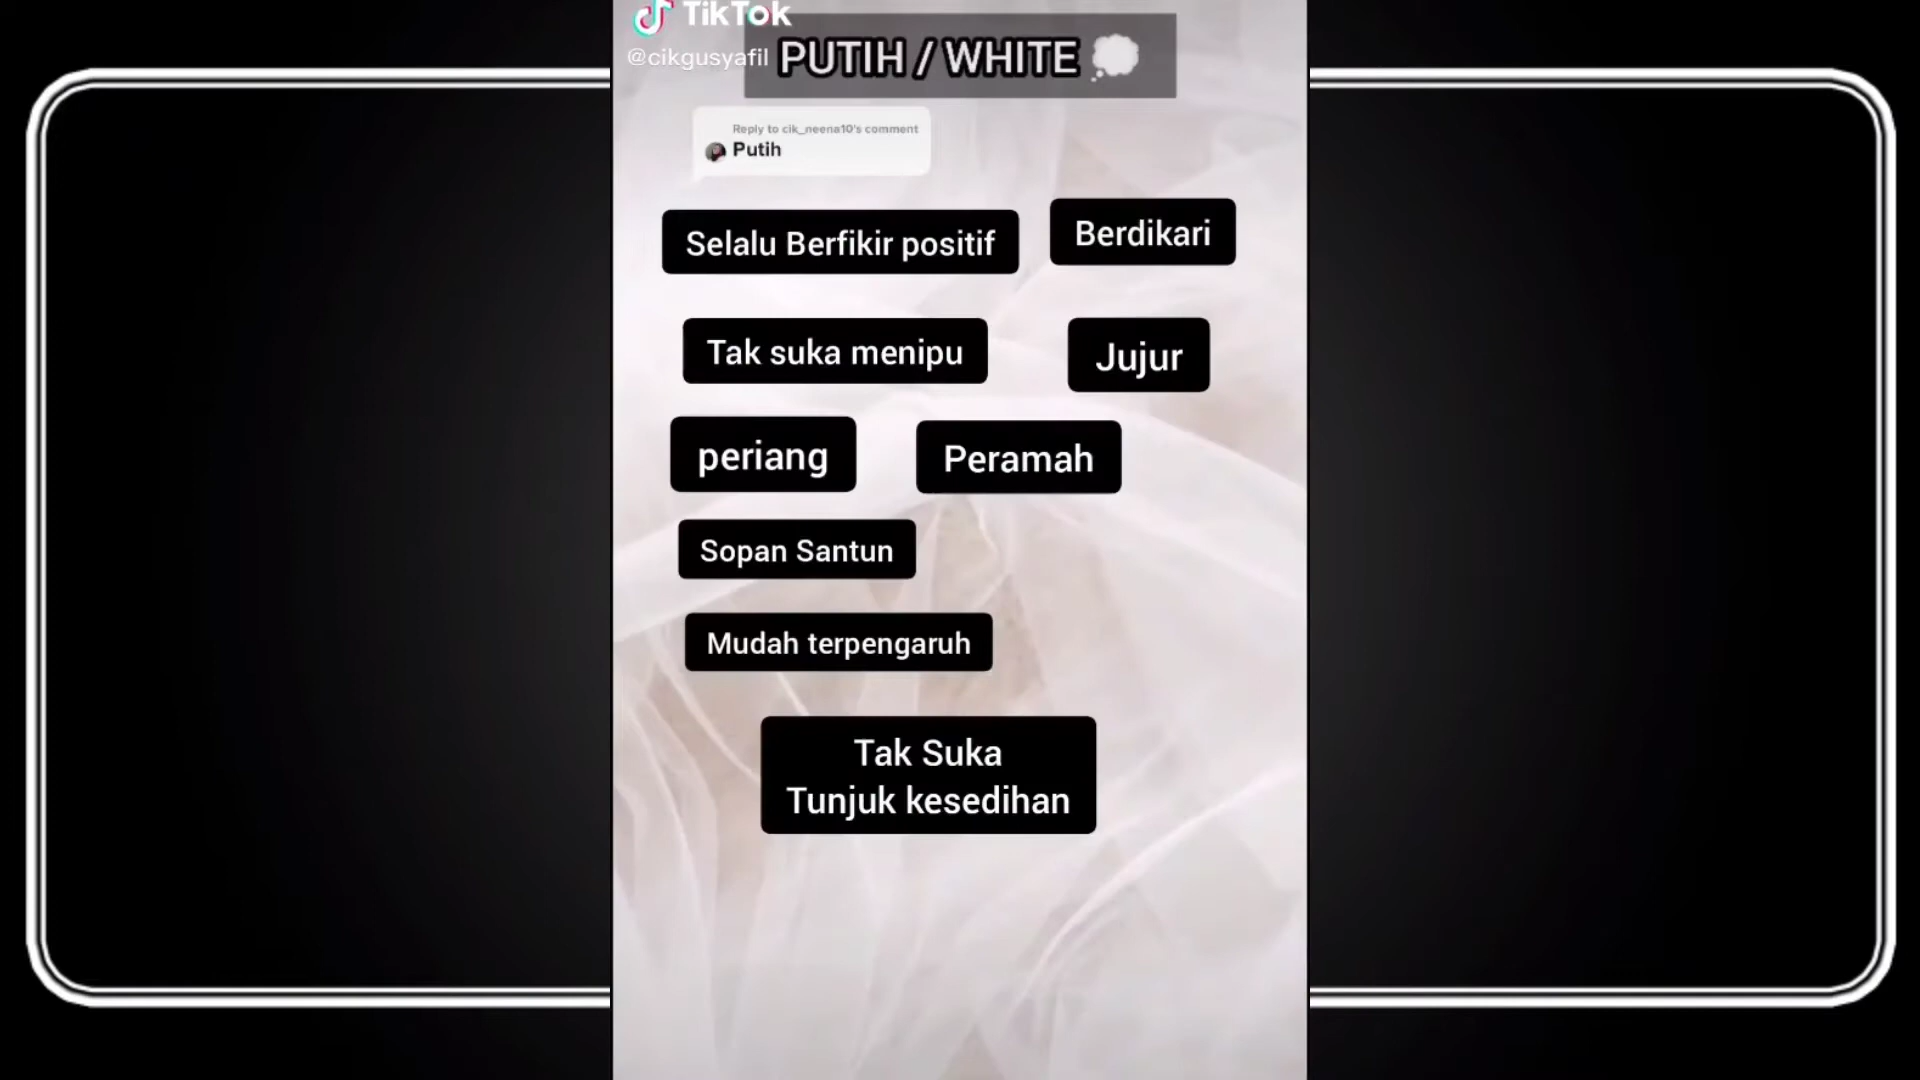 TikTok
@cikgusyafil
PUTIH / WHITE 💭
Reply to cik_neena10's comment
Putih
Selalu Berfikir positif
Berdikari
Tak suka menipu
Jujur
periang
Peramah
Sopan Santun
Mudah terpengaruh
Tak Suka
Tunjuk kesedihan